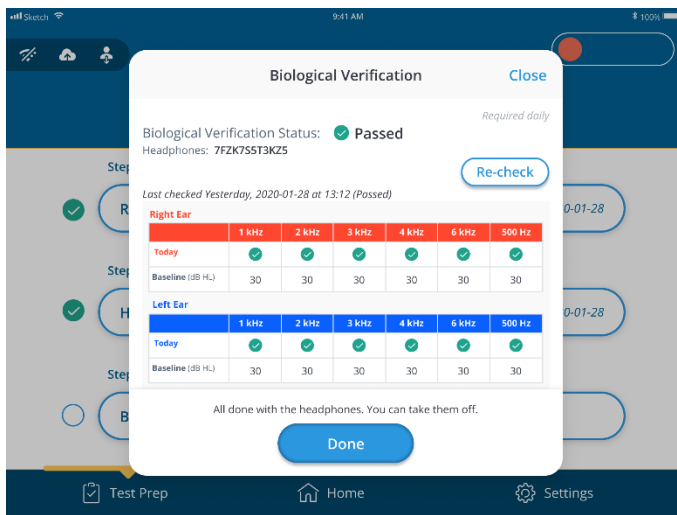 Sketch 9:41 AM 100%
Biological Verification Close
Required daily
Biological Verification Status: Passed
Headphones: 7FZK7S5T3KZ5
Re-check
Last checked Yesterday, 2020-01-28 at 13:12 (Passed)
Right Ear
1 kHz 2 kHz 3 kHz 4 kHz 6 kHz 500 Hz
Today
Baseline (dB HL) 30 30 30 30 30 30
Left Ear
1 kHz 2 kHz 3 kHz 4 kHz 6 kHz 500 Hz
Today
Baseline (dB HL) 30 30 30 30 30 30
All done with the headphones. You can take them off.
Done
Step
R 0-01-28
Step
H 0-01-28
Step
B
Test Prep Home Settings